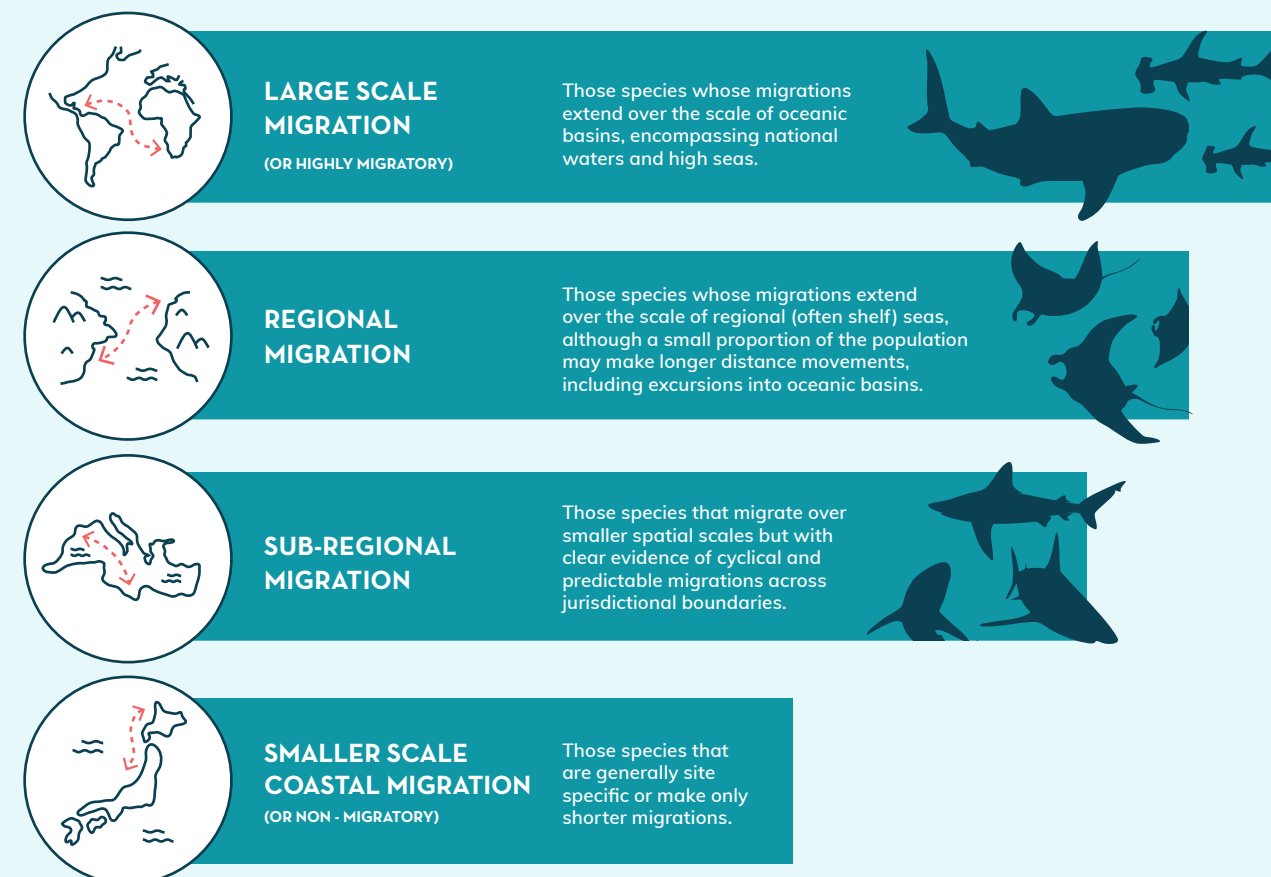 LARGE SCALE
MIGRATION
(OR HIGHLY MIGRATORY)
Those species whose migrations
extend over the scale of oceanic
basins, encompassing national
waters and high seas.
REGIONAL
MIGRATION
Those species whose migrations extend
over the scale of regional (often shelf) seas,
although a small proportion of the population
may make longer distance movements,
including excursions into oceanic basins.
SUB-REGIONAL
MIGRATION
Those species that migrate over
smaller spatial scales but with
clear evidence of cyclical and
predictable migrations across
jurisdictional boundaries.
SMALLER SCALE
COASTAL MIGRATION
(OR NON - MIGRATORY)
Those species that
are generally site
specific or make only
shorter migrations.